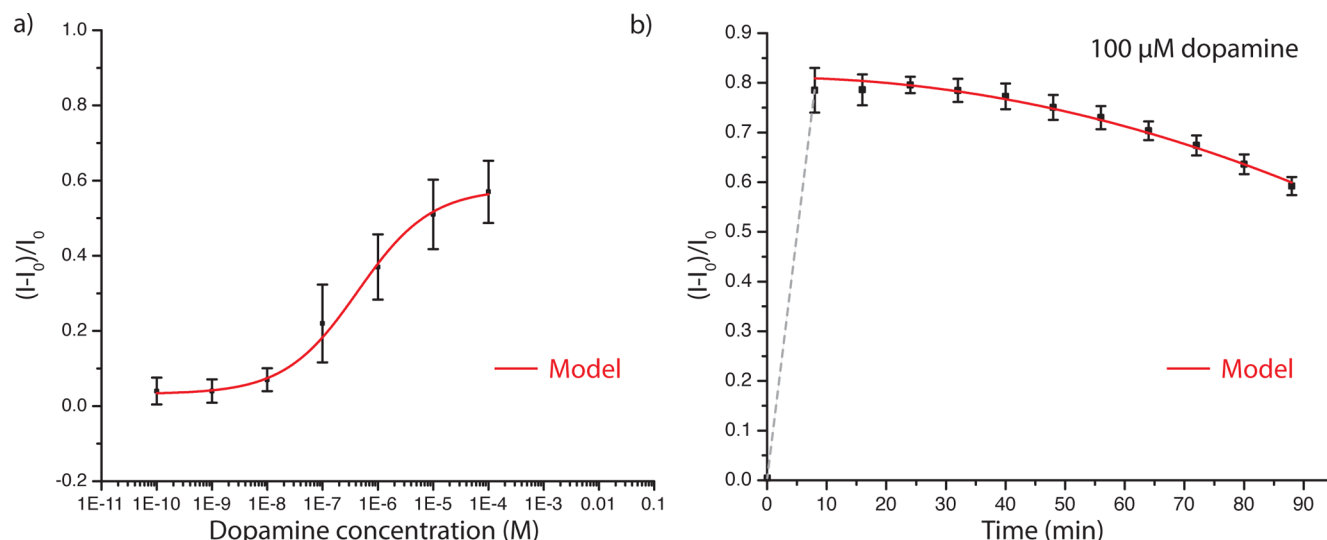 a)
1.0
0.8
0.6
0.4
0.2
0.0
-0.2
(I-I₀)/I₀
1E-11 1E-10 1E-9 1E-8 1E-7 1E-6 1E-5 1E-4 1E-3 0.01 0.1
Dopamine concentration (M)
Model
b)
100 µM dopamine
0.9
0.8
0.7
0.6
0.5
0.4
0.3
0.2
0.1
0.0
(I-I₀)/I₀
0 10 20 30 40 50 60 70 80 90
Time (min)
Model